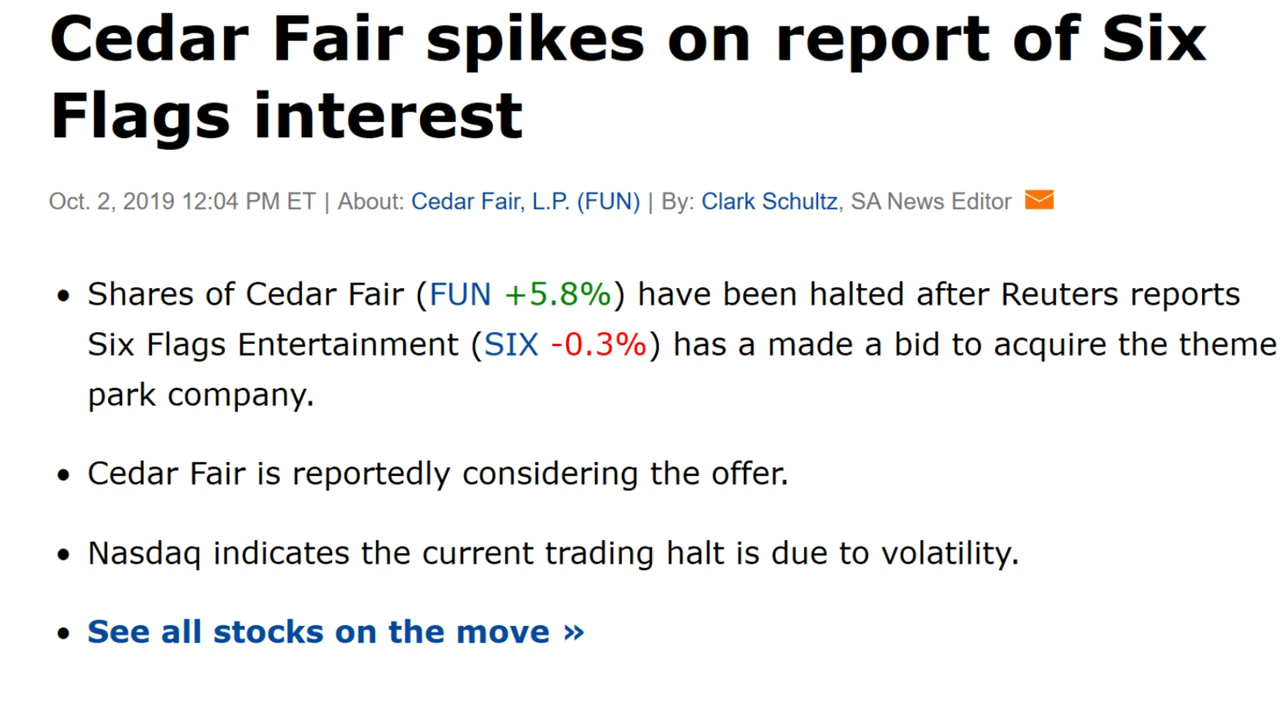 Cedar Fair spikes on report of Six
Flags interest
Oct. 2, 2019 12:04 PM ET | About: Cedar Fair, L.P. (FUN) | By: Clark Schultz, SA News Editor
• Shares of Cedar Fair (FUN +5.8%) have been halted after Reuters reports
Six Flags Entertainment (SIX -0.3%) has a made a bid to acquire the theme
park company.
• Cedar Fair is reportedly considering the offer.
• Nasdaq indicates the current trading halt is due to volatility.
• See all stocks on the move »